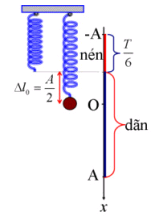 -A
nén
T/6
Δl₀ = A/2
O
dãn
A
x